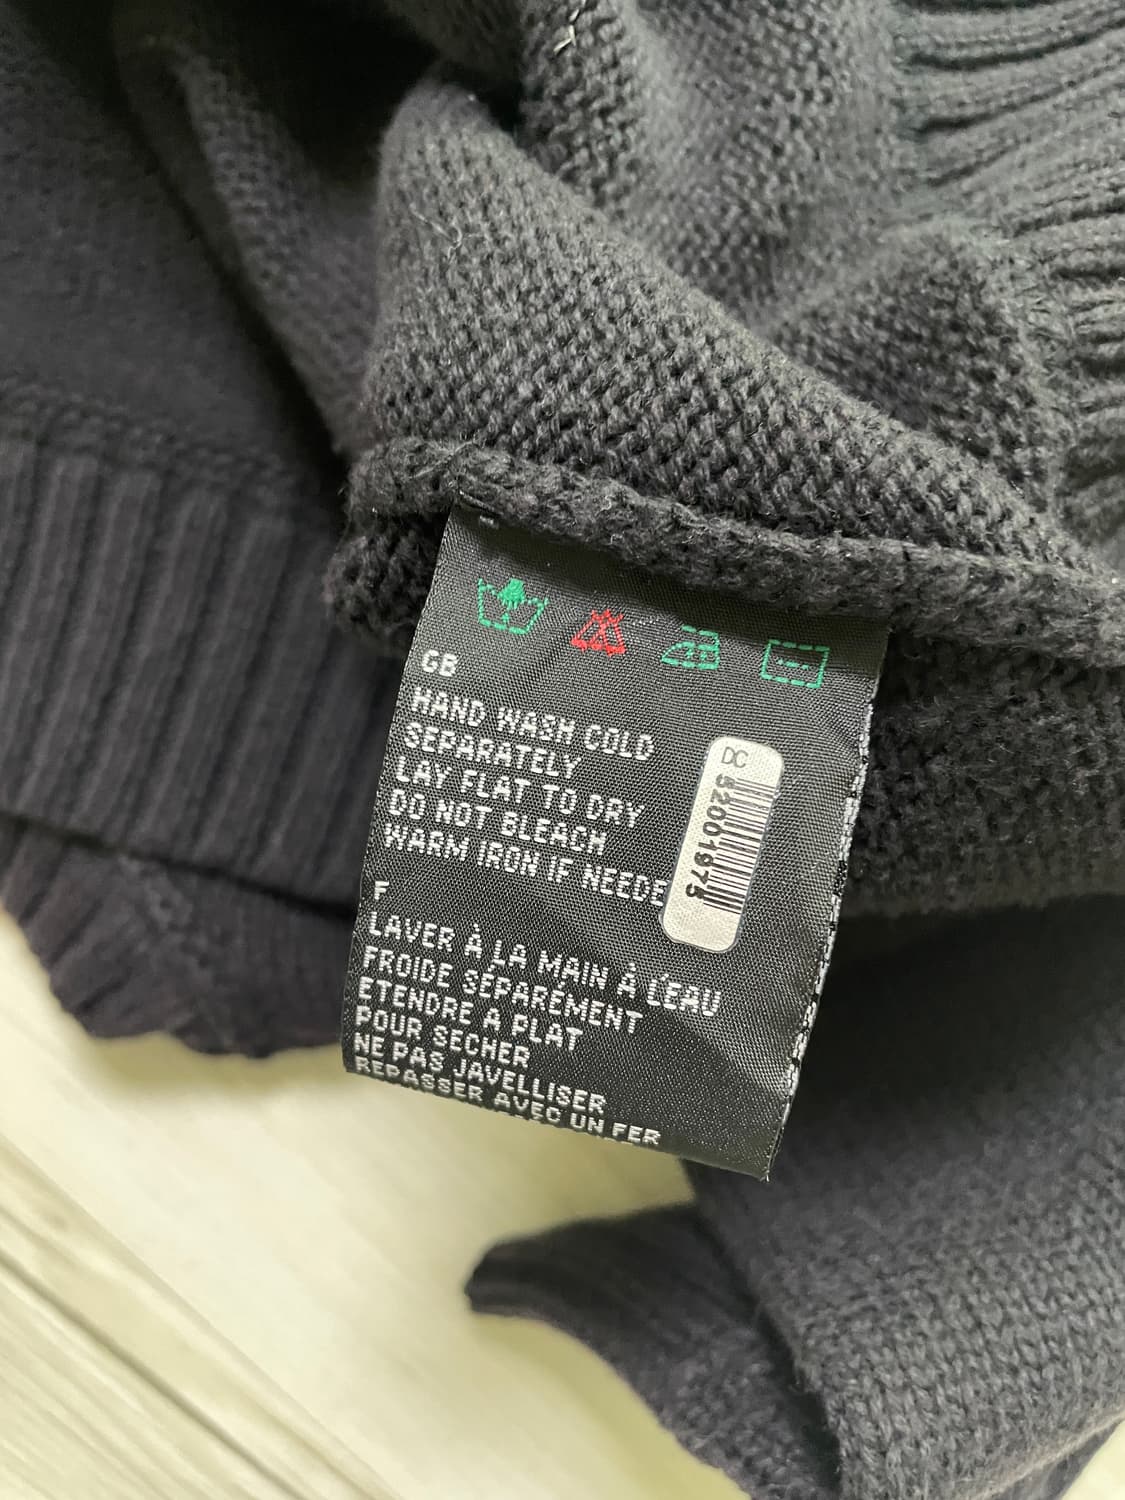 GB
HAND WASH COLD
SEPARATELY
LAY FLAT TO DRY
DO NOT BLEACH
WARM IRON IF NEEDE
DC
52001975
F
LAVER À LA MAIN À L'EAU
FROIDE SÉPARÉMENT
ETENDRE A PLAT
POUR SECHER
NE PAS JAVELLISER
REPASSER AVEC UN FER